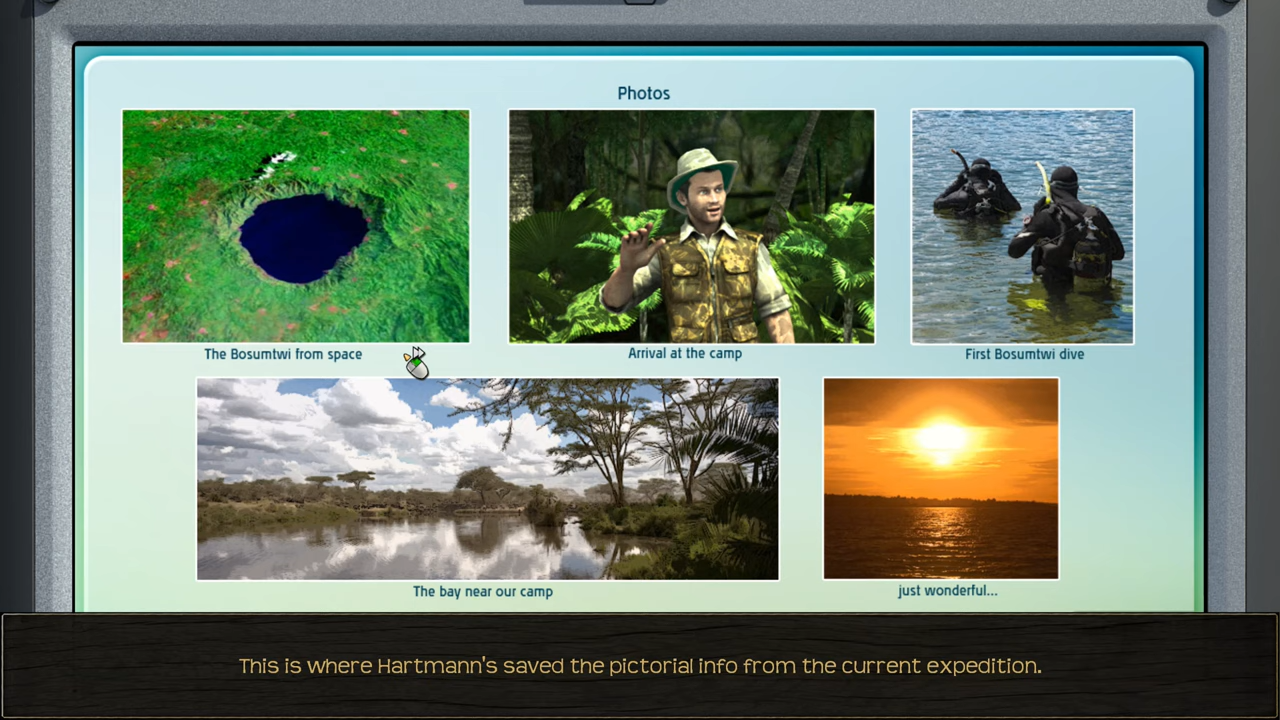 Photos
The Bosumtwi from space
Arrival at the camp
First Bosumtwi dive
The bay near our camp
just wonderful...
This is where Hartmann's saved the pictorial info from the current expedition.